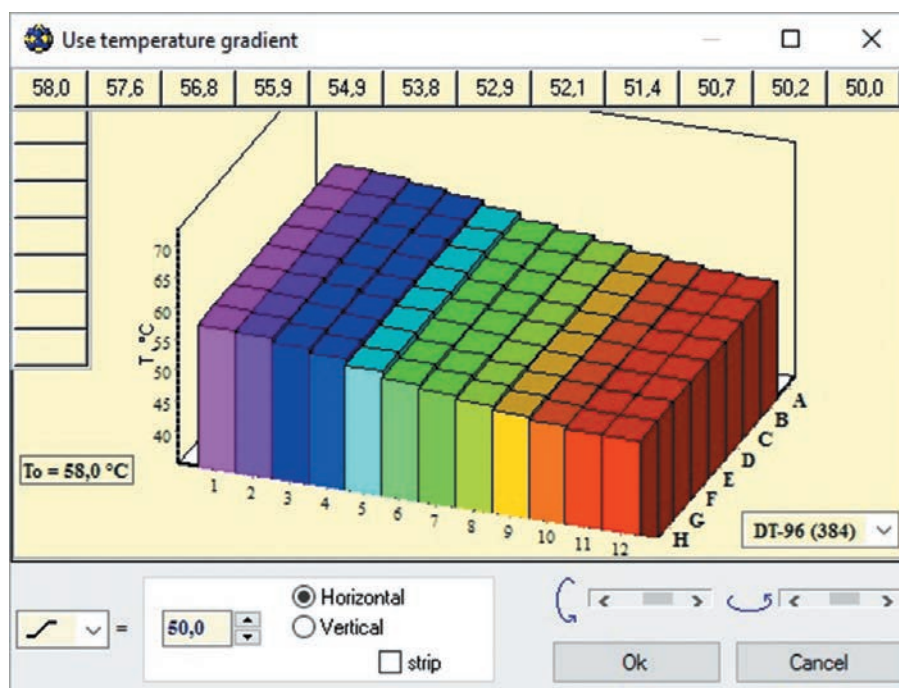 Use temperature gradient
58,0 57,6 56,8 55,9 54,9 53,8 52,9 52,1 51,4 50,7 50,2 50,0
70
65
60
55
50
45
40
T, °C
To = 58,0 °C
1 2 3 4 5 6 7 8 9 10 11 12
A
B
C
D
E
F
G
H
DT-96 (384)
= 50,0
Horizontal
Vertical
strip
Ok Cancel